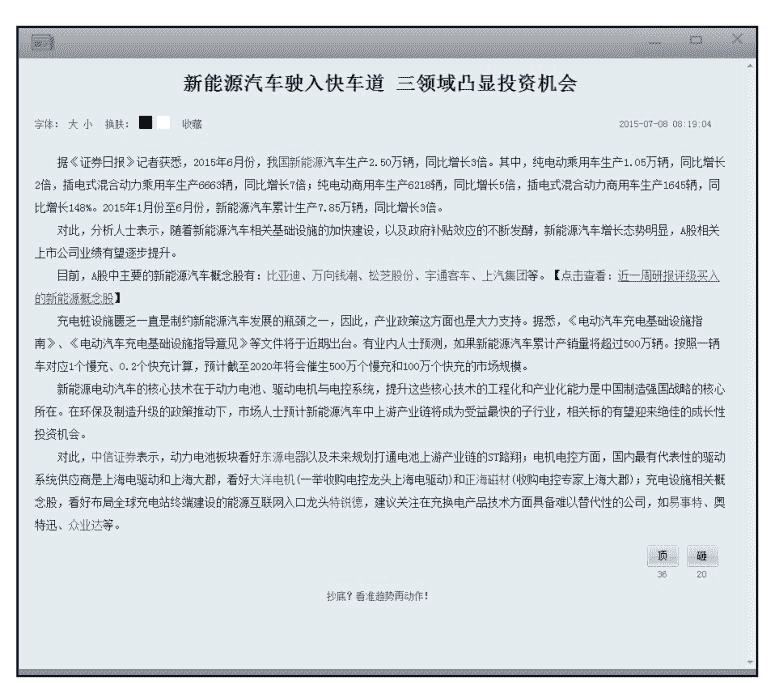 新能源汽车驶入快车道 三领域凸显投资机会
字体： 大 小 换肤： 收藏 2015-07-08 08:19:04
据《证券日报》记者获悉，2015年6月份，我国新能源汽车生产2.50万辆，同比增长3倍。其中，纯电动乘用车生产1.05万辆，同比增长
2倍，插电式混合动力乘用车生产6663辆，同比增长7倍；纯电动商用车生产6218辆，同比增长5倍，插电式混合动力商用车生产1645辆，同
比增长148%。2015年1月份至6月份，新能源汽车累计生产7.85万辆，同比增长3倍。
对此，分析人士表示，随着新能源汽车相关基础设施的加快建设，以及政府补贴效应的不断发酵，新能源汽车增长态势明显，A股相关
上市公司业绩有望逐步提升。
目前，A股中主要的新能源汽车概念股有：比亚迪、万向钱潮、松芝股份、宇通客车、上汽集团等。【点击查看：近一周研报评级买入
的新能源概念股】
充电桩设施匮乏一直是制约新能源汽车发展的瓶颈之一，因此，产业政策这方面也是大力支持。据悉，《电动汽车充电基础设施指
南》、《电动汽车充电基础设施指导意见》等文件将于近期出台。有业内人士预测，如果新能源汽车累计产销量将超过500万辆。按照一辆
车对应1个慢充、0.2个快充计算，预计截至2020年将会催生500万个慢充和100万个快充的市场规模。
新能源电动汽车的核心技术在于动力电池、驱动电机与电控系统，提升这些核心技术的工程化和产业化能力是中国制造强国战略的核心
所在。在环保及制造升级的政策推动下，市场人士预计新能源汽车中上游产业链将成为受益最快的子行业，相关标的有望迎来绝佳的成长性
投资机会。
对此，中信证券表示，动力电池板块看好东源电器以及未来规划打通电池上游产业链的ST路翔；电机电控方面，国内最有代表性的驱动
系统供应商是上海电驱动和上海大郡，看好大洋电机(一举收购电控龙头上海电驱动)和正海磁材(收购电控专家上海大郡)；充电设施相关概
念股，看好布局全球充电站终端建设的能源互联网入口龙头特锐德，建议关注在充换电产品技术方面具备难以替代性的公司，如易事特、奥
特迅、众业达等。
顶 砸
36 20
抄底？看准趋势再动作！